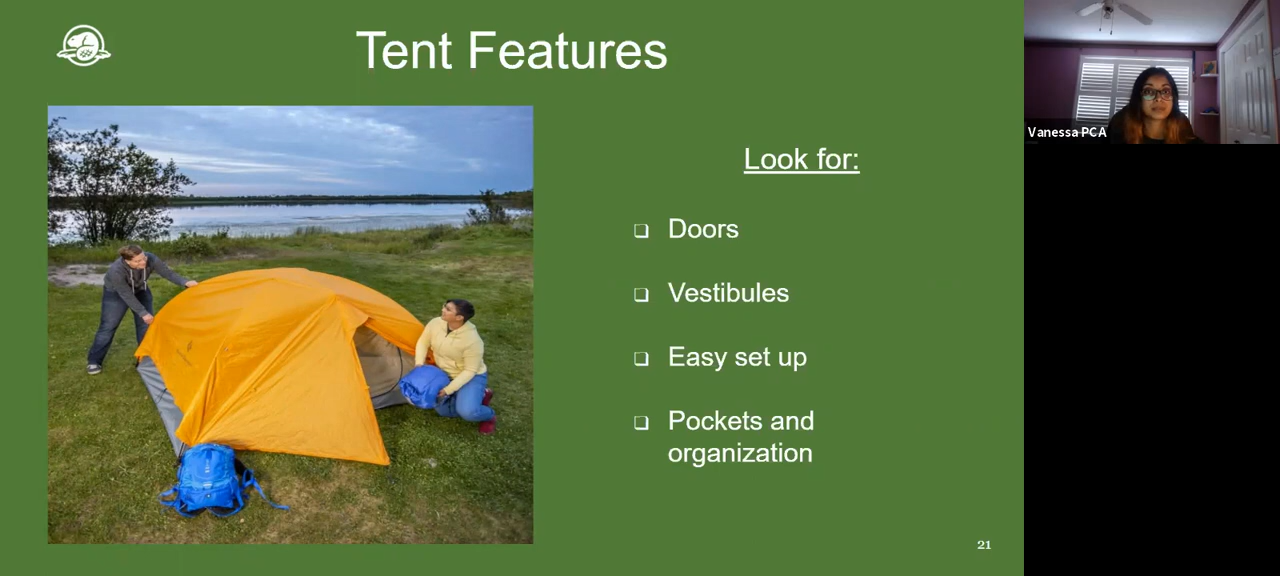 Tent Features
Look for:
❑ Doors
❑ Vestibules
❑ Easy set up
❑ Pockets and
organization
21
Vanessa PCA